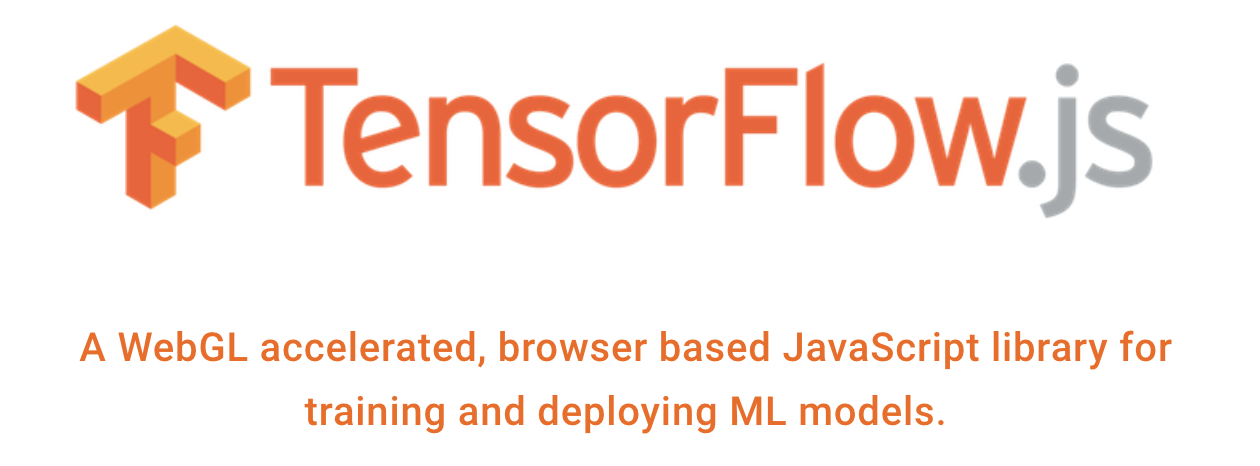 TensorFlow.js
A WebGL accelerated, browser based JavaScript library for
training and deploying ML models.